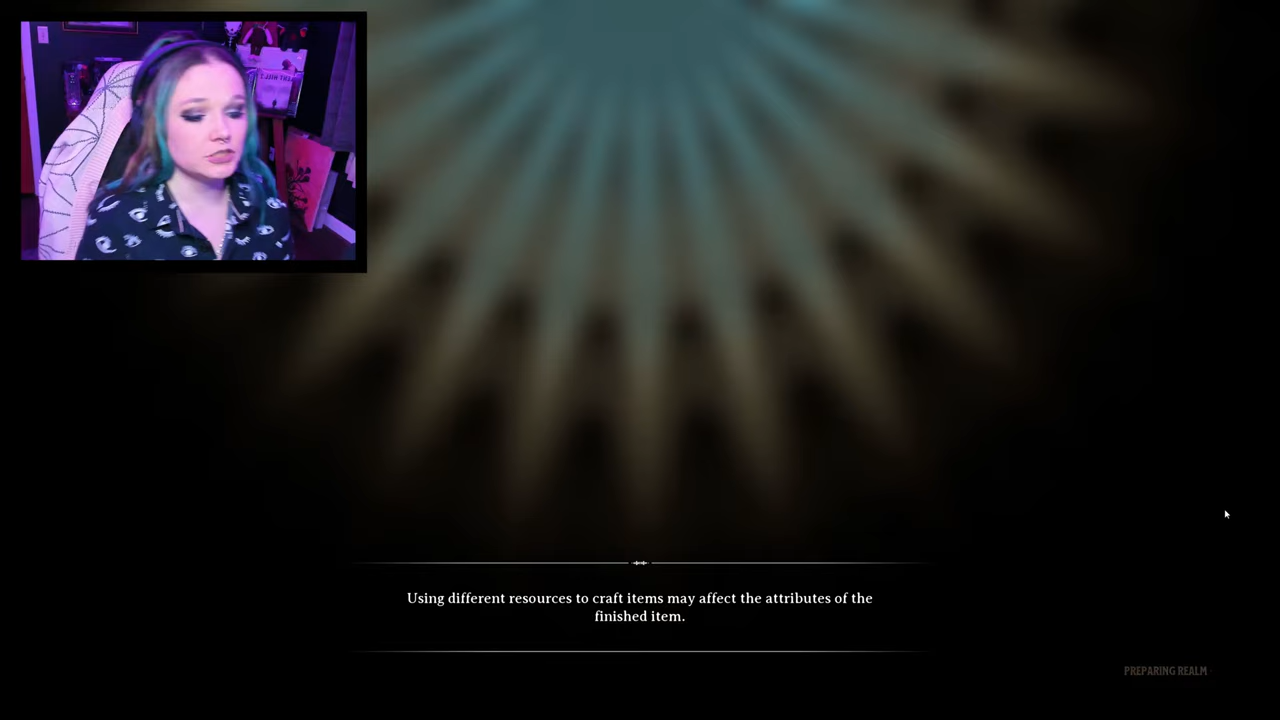 Using different resources to craft items may affect the attributes of the
finished item.
PREPARING REALM